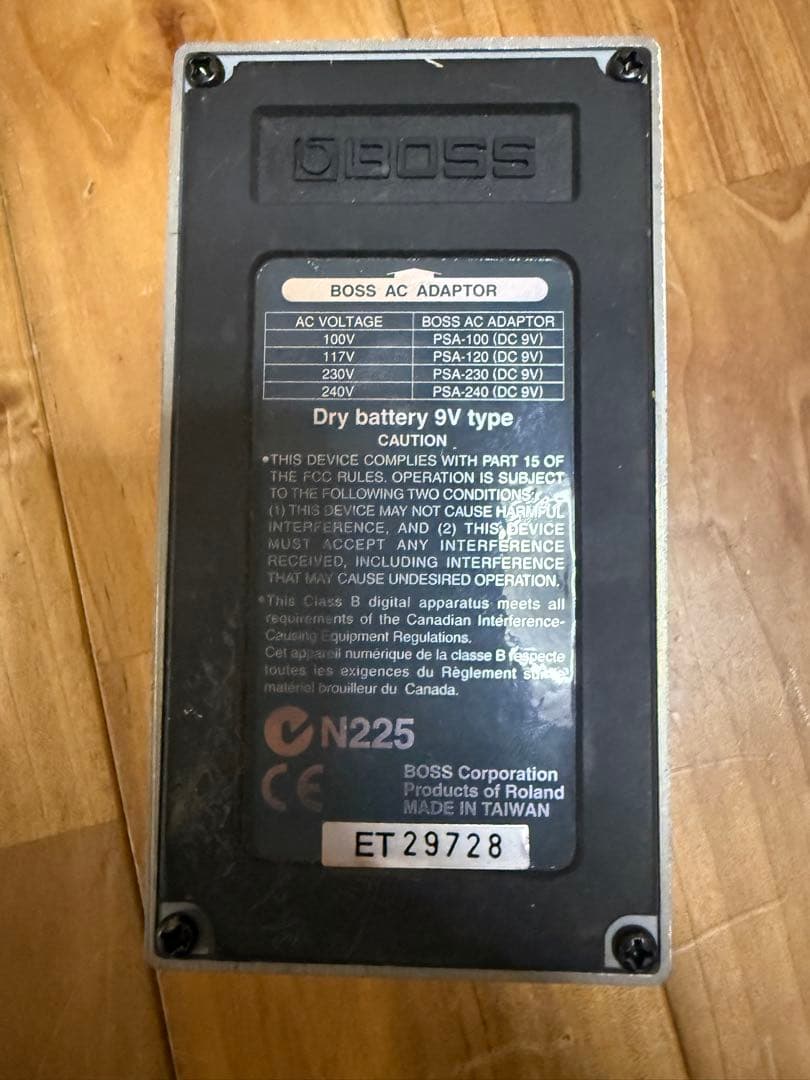 BOSS
BOSS AC ADAPTOR
AC VOLTAGE BOSS AC ADAPTOR
100V PSA-100 (DC 9V)
117V PSA-120 (DC 9V)
230V PSA-230 (DC 9V)
240V PSA-240 (DC 9V)
Dry battery 9V type
CAUTION
•THIS DEVICE COMPLIES WITH PART 15 OF
THE FCC RULES. OPERATION IS SUBJECT
TO THE FOLLOWING TWO CONDITIONS:
(1) THIS DEVICE MAY NOT CAUSE HARMFUL
INTERFERENCE, AND (2) THIS DEVICE
MUST ACCEPT ANY INTERFERENCE
RECEIVED, INCLUDING INTERFERENCE
THAT MAY CAUSE UNDESIRED OPERATION.
•This Class B digital apparatus meets all
requirements of the Canadian Interference-
Causing Equipment Regulations.
Cet appareil numérique de la classe B respecte
toutes les exigences du Règlement sur le
matériel brouilleur du Canada.
N225
CE
BOSS Corporation
Products of Roland
MADE IN TAIWAN
ET29728